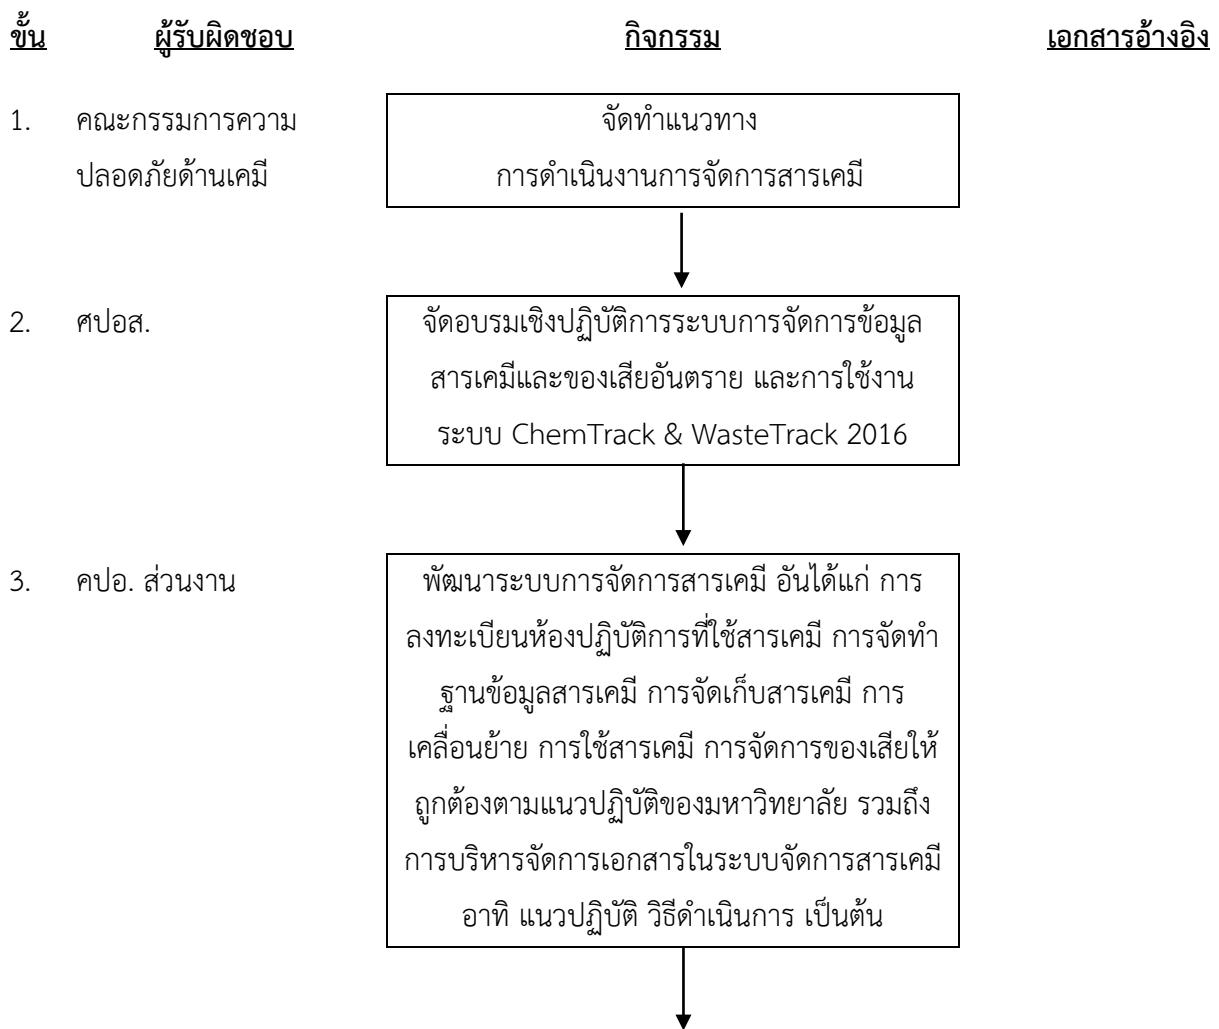 ขั้น ผู้รับผิดชอบ กิจกรรม เอกสารอ้างอิง
1. คณะกรรมการความ จัดทำแนวทาง
ปลอดภัยด้านเคมี การดำเนินงานการจัดการสารเคมี
2. ศปอส. จัดอบรมเชิงปฏิบัติการระบบการจัดการข้อมูล
สารเคมีและของเสียอันตราย และการใช้งาน
ระบบ ChemTrack & WasteTrack 2016
3. คปอ. ส่วนงาน พัฒนาระบบการจัดการสารเคมี อันได้แก่ การ
ลงทะเบียนห้องปฏิบัติการที่ใช้สารเคมี การจัดทำ
ฐานข้อมูลสารเคมี การจัดเก็บสารเคมี การ
เคลื่อนย้าย การใช้สารเคมี การจัดการของเสียให้
ถูกต้องตามแนวปฏิบัติของมหาวิทยาลัย รวมถึง
การบริหารจัดการเอกสารในระบบจัดการสารเคมี
อาทิ แนวปฏิบัติ วิธีดำเนินการ เป็นต้น